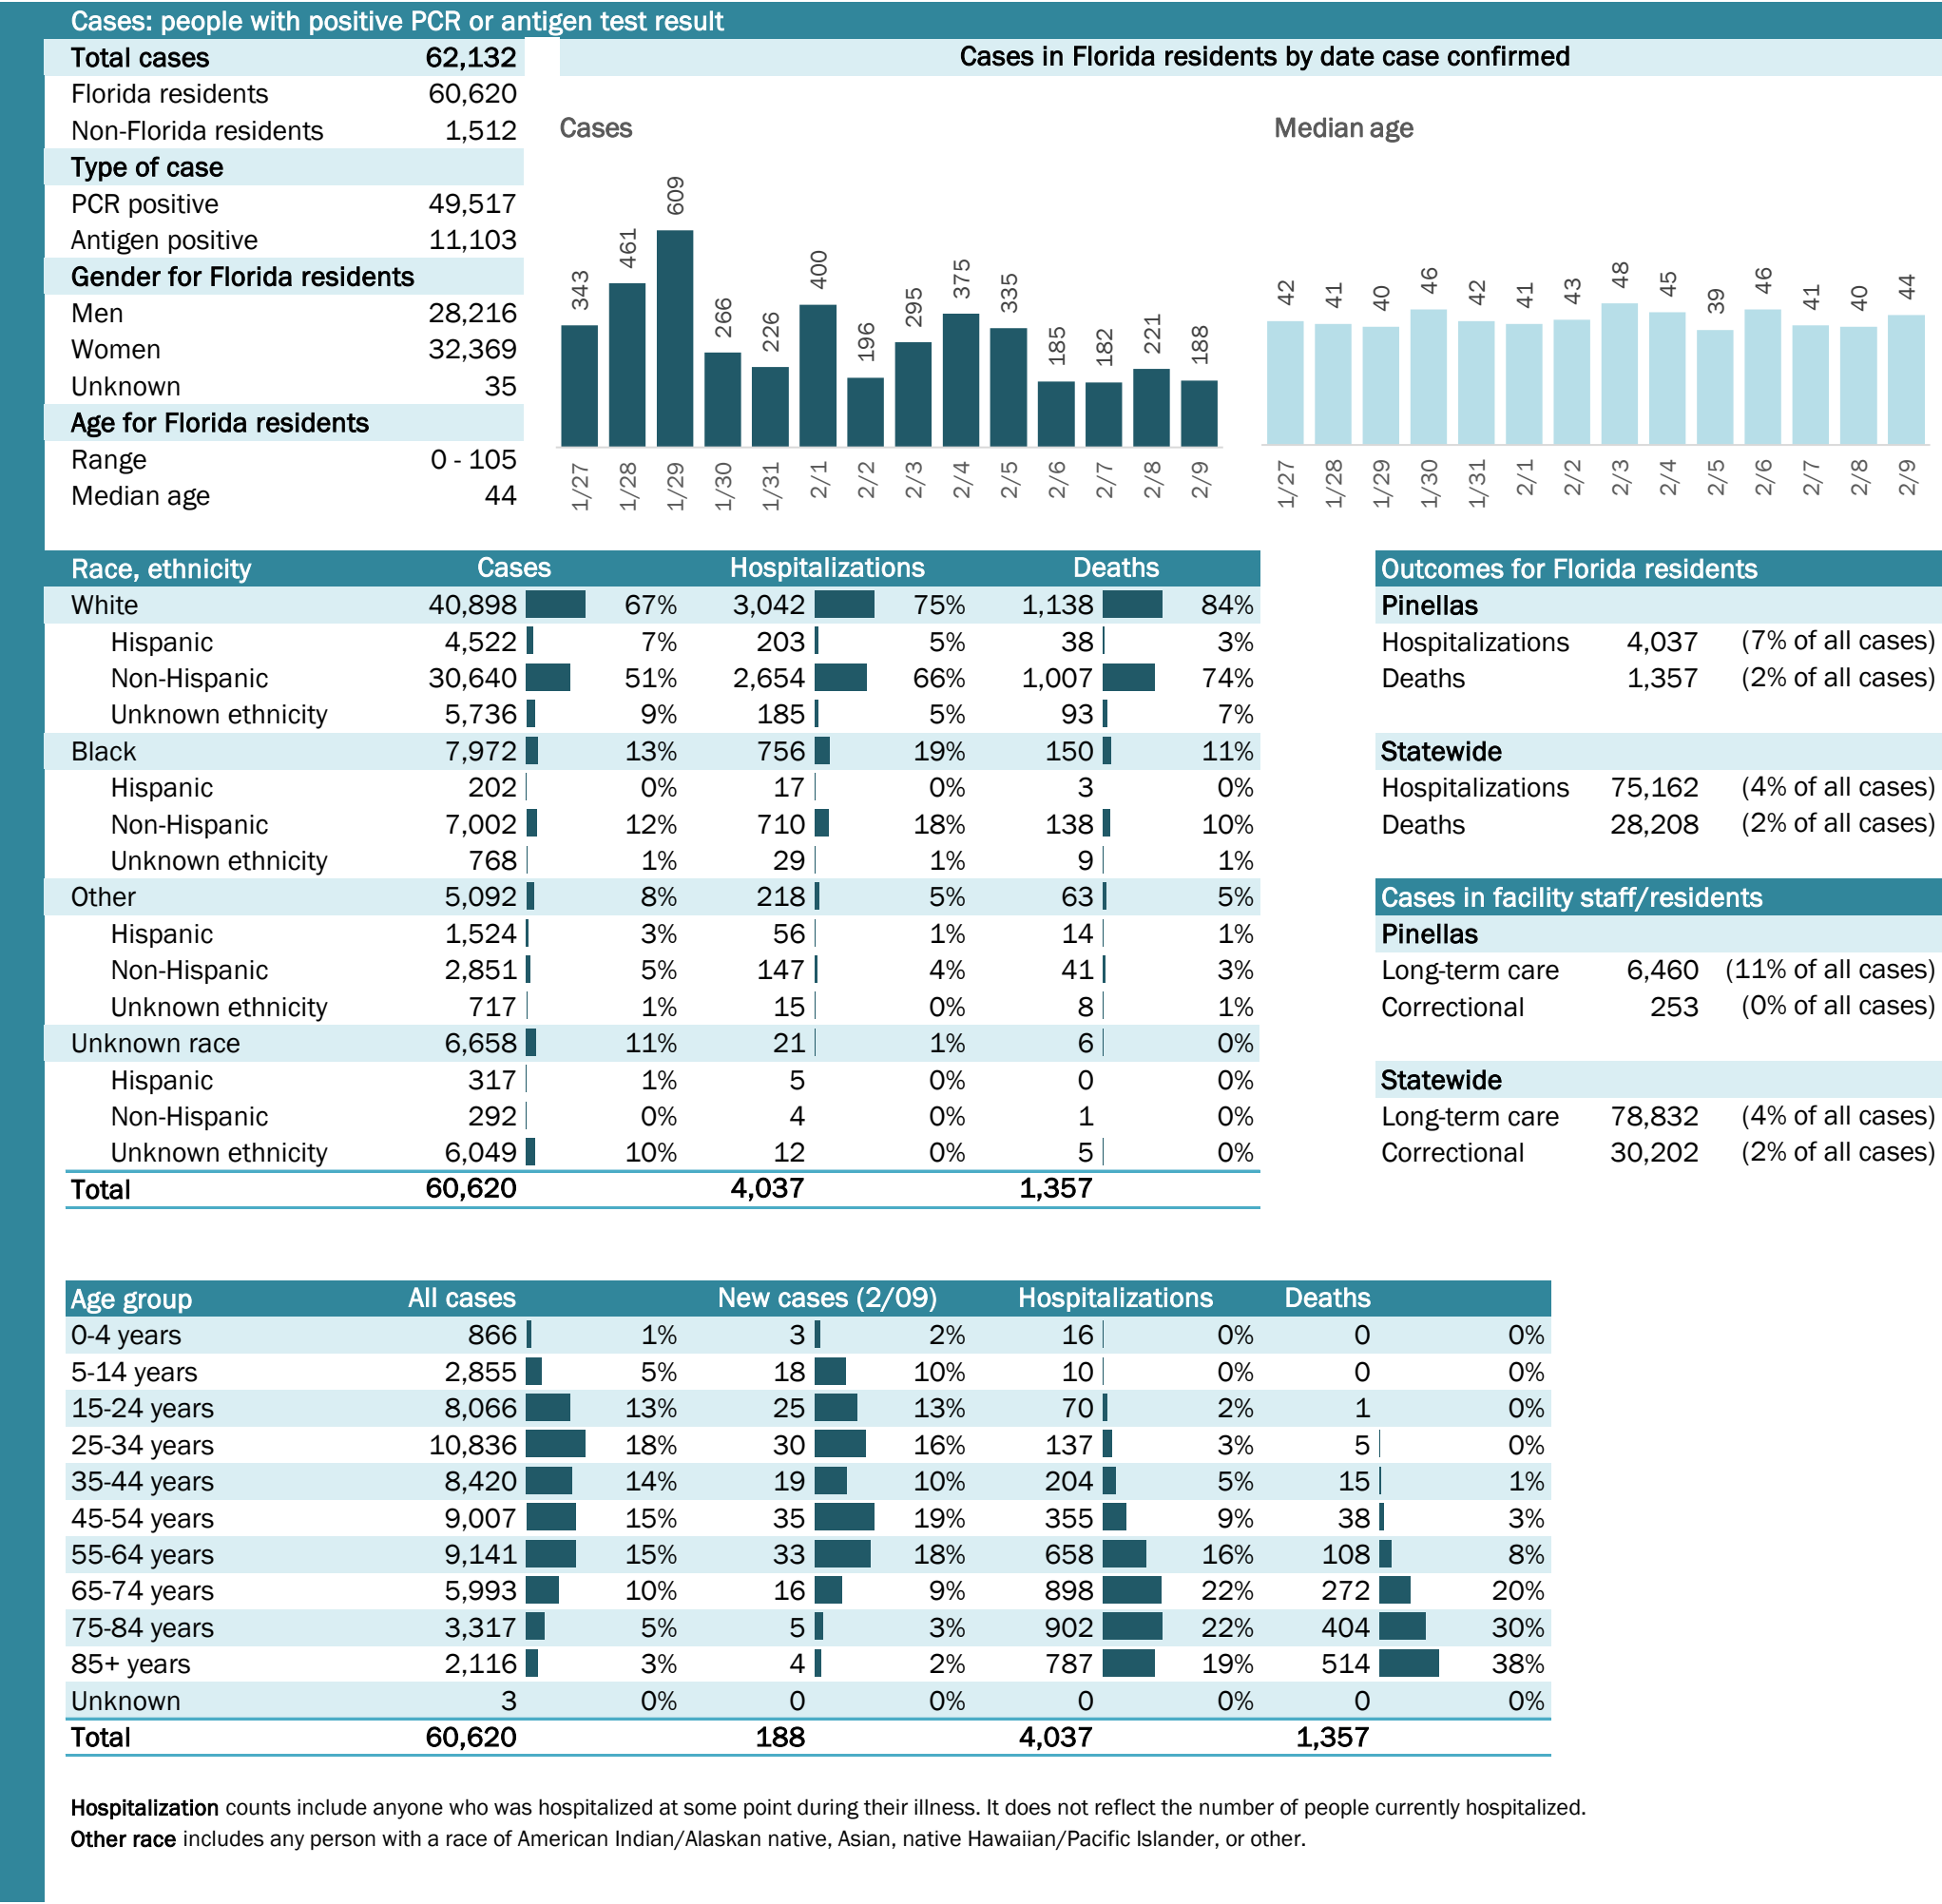 Cases: people with positive PCR or antigen test result
Total cases 62,132
Florida residents 60,620
Non-Florida residents 1,512
Type of case
PCR positive 49,517
Antigen positive 11,103
Gender for Florida residents
Men 28,216
Women 32,369
Unknown 35
Age for Florida residents
Range 0 - 105
Median age 44
Cases in Florida residents by date case confirmed
Cases
343 461 609 266 226 400 196 295 375 335 185 182 221 188
1/27 1/28 1/29 1/30 1/31 2/1 2/2 2/3 2/4 2/5 2/6 2/7 2/8 2/9
Median age
42 41 40 46 42 41 43 48 45 39 46 41 40 44
1/27 1/28 1/29 1/30 1/31 2/1 2/2 2/3 2/4 2/5 2/6 2/7 2/8 2/9
Race, ethnicity Cases Hospitalizations Deaths
White 40,898 67% 3,042 75% 1,138 84%
Hispanic 4,522 7% 203 5% 38 3%
Non-Hispanic 30,640 51% 2,654 66% 1,007 74%
Unknown ethnicity 5,736 9% 185 5% 93 7%
Black 7,972 13% 756 19% 150 11%
Hispanic 202 0% 17 0% 3 0%
Non-Hispanic 7,002 12% 710 18% 138 10%
Unknown ethnicity 768 1% 29 1% 9 1%
Other 5,092 8% 218 5% 63 5%
Hispanic 1,524 3% 56 1% 14 1%
Non-Hispanic 2,851 5% 147 4% 41 3%
Unknown ethnicity 717 1% 15 0% 8 1%
Unknown race 6,658 11% 21 1% 6 0%
Hispanic 317 1% 5 0% 0 0%
Non-Hispanic 292 0% 4 0% 1 0%
Unknown ethnicity 6,049 10% 12 0% 5 0%
Total 60,620 4,037 1,357
Outcomes for Florida residents
Pinellas
Hospitalizations 4,037 (7% of all cases)
Deaths 1,357 (2% of all cases)
Statewide
Hospitalizations 75,162 (4% of all cases)
Deaths 28,208 (2% of all cases)
Cases in facility staff/residents
Pinellas
Long-term care 6,460 (11% of all cases)
Correctional 253 (0% of all cases)
Statewide
Long-term care 78,832 (4% of all cases)
Correctional 30,202 (2% of all cases)
Age group All cases New cases (2/09) Hospitalizations Deaths
0-4 years 866 1% 3 2% 16 0% 0 0%
5-14 years 2,855 5% 18 10% 10 0% 0 0%
15-24 years 8,066 13% 25 13% 70 2% 1 0%
25-34 years 10,836 18% 30 16% 137 3% 5 0%
35-44 years 8,420 14% 19 10% 204 5% 15 1%
45-54 years 9,007 15% 35 19% 355 9% 38 3%
55-64 years 9,141 15% 33 18% 658 16% 108 8%
65-74 years 5,993 10% 16 9% 898 22% 272 20%
75-84 years 3,317 5% 5 3% 902 22% 404 30%
85+ years 2,116 3% 4 2% 787 19% 514 38%
Unknown 3 0% 0 0% 0 0% 0 0%
Total 60,620 188 4,037 1,357
Hospitalization counts include anyone who was hospitalized at some point during their illness. It does not reflect the number of people currently hospitalized.
Other race includes any person with a race of American Indian/Alaskan native, Asian, native Hawaiian/Pacific Islander, or other.